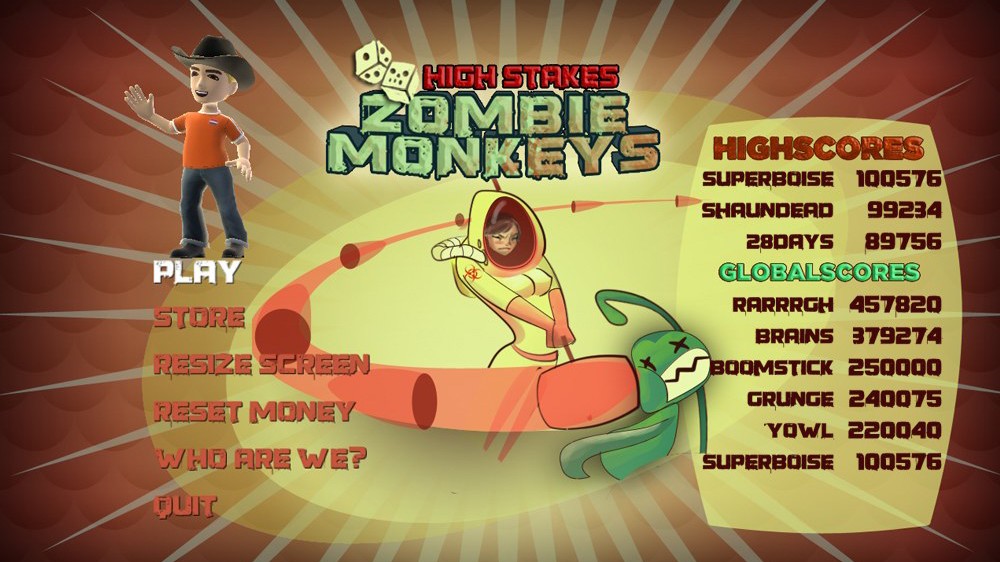 HIGH STAKES
ZOMBIE
MONKEYS
PLAY
STORE
RESIZE SCREEN
RESET MONEY
WHO ARE WE?
QUIT
HIGHSCORES
SUPERBOISE 100576
SHAUNDEAD 99234
28DAYS 89756
GLOBALSCORES
RARRRGH 457820
BRAINS 379274
BOOMSTICK 250000
GRUNGE 240075
YOWL 220040
SUPERBOISE 100576